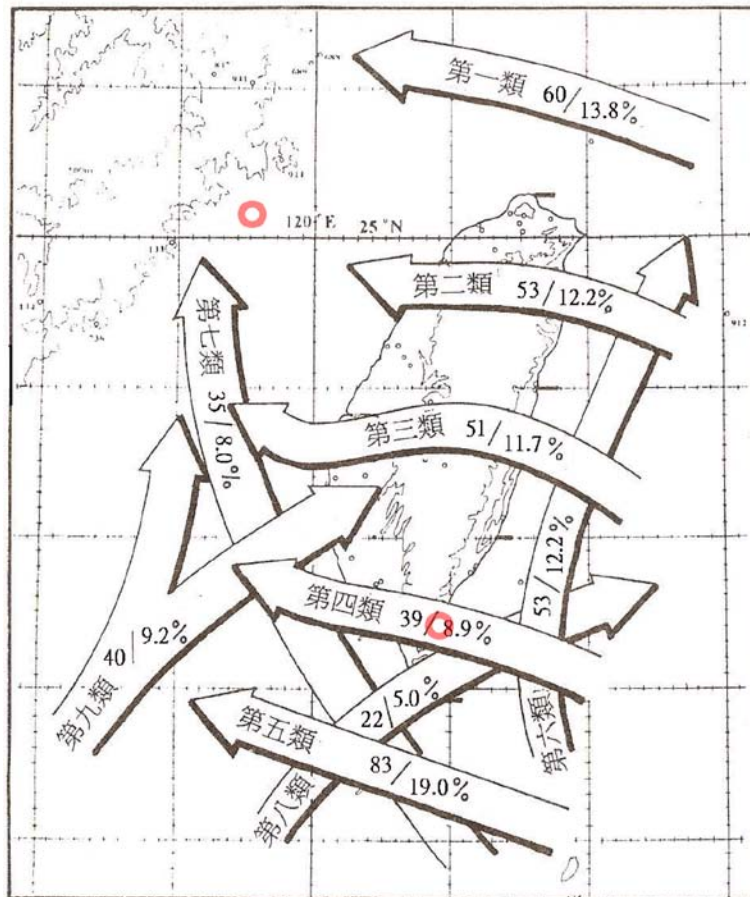 第一類 60/13.8%
120°E 25°N
第二類 53/12.2%
第七類 35/8.0%
第三類 51/11.7%
53/12.2%
第六類
第四類 39/8.9%
40/9.2%
第九類
22/5.0%
第八類
第五類 83/19.0%